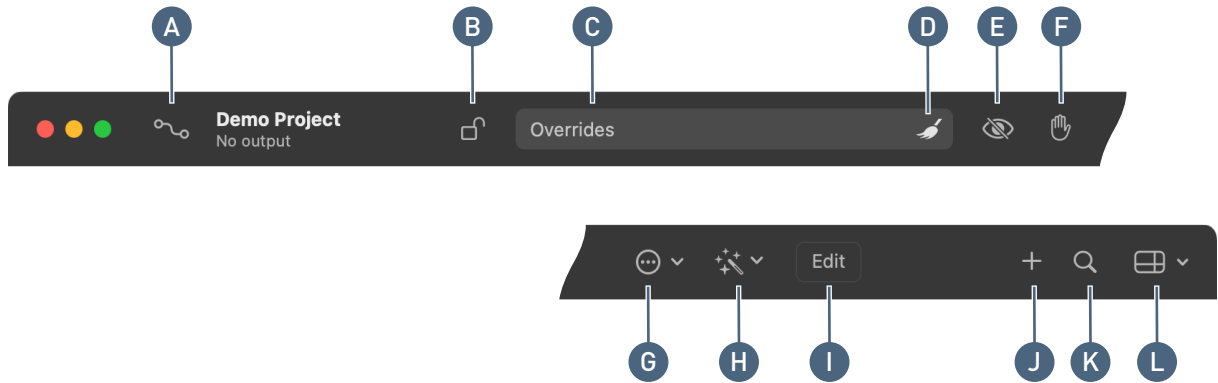 A B C D E F
Demo Project
No output
Overrides
Edit
G H I J K L